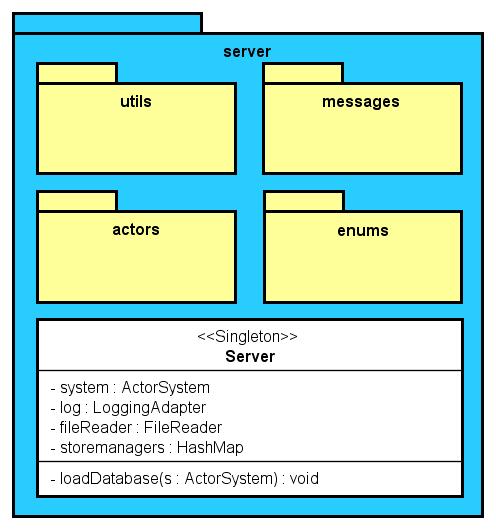 server
utils
messages
actors
enums
<<Singleton>>
Server
- system : ActorSystem
- log : LoggingAdapter
- fileReader : FileReader
- storemanagers : HashMap
- loadDatabase(s : ActorSystem) : void